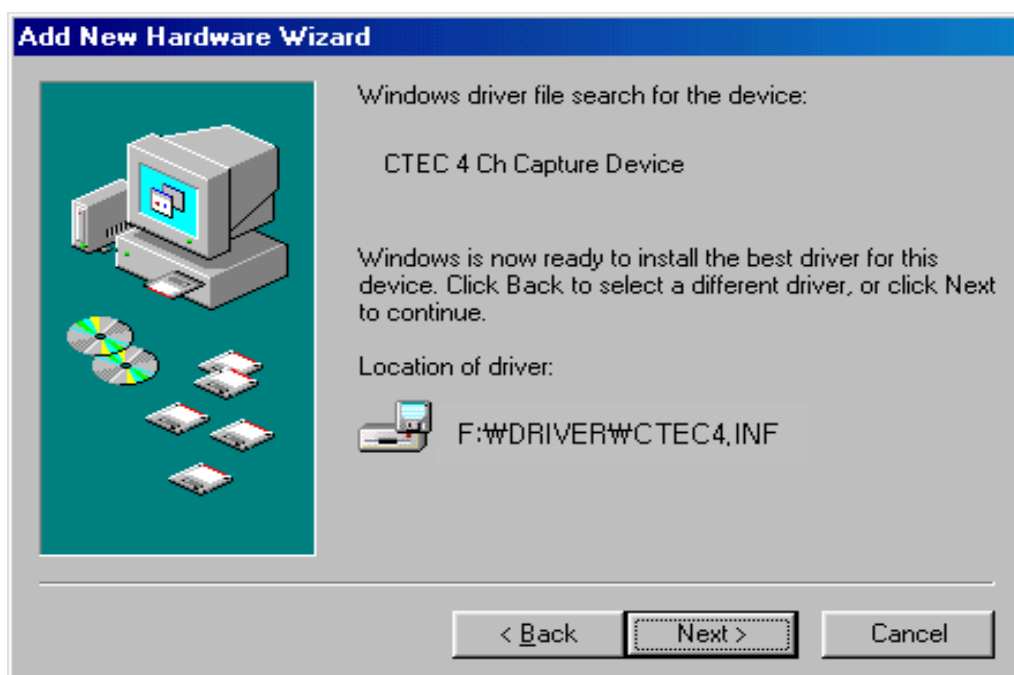 Add New Hardware Wizard
Windows driver file search for the device:
CTEC 4 Ch Capture Device
Windows is now ready to install the best driver for this
device. Click Back to select a different driver, or click Next
to continue.
Location of driver:
F:₩DRIVER₩CTEC4.INF
< Back
Next >
Cancel